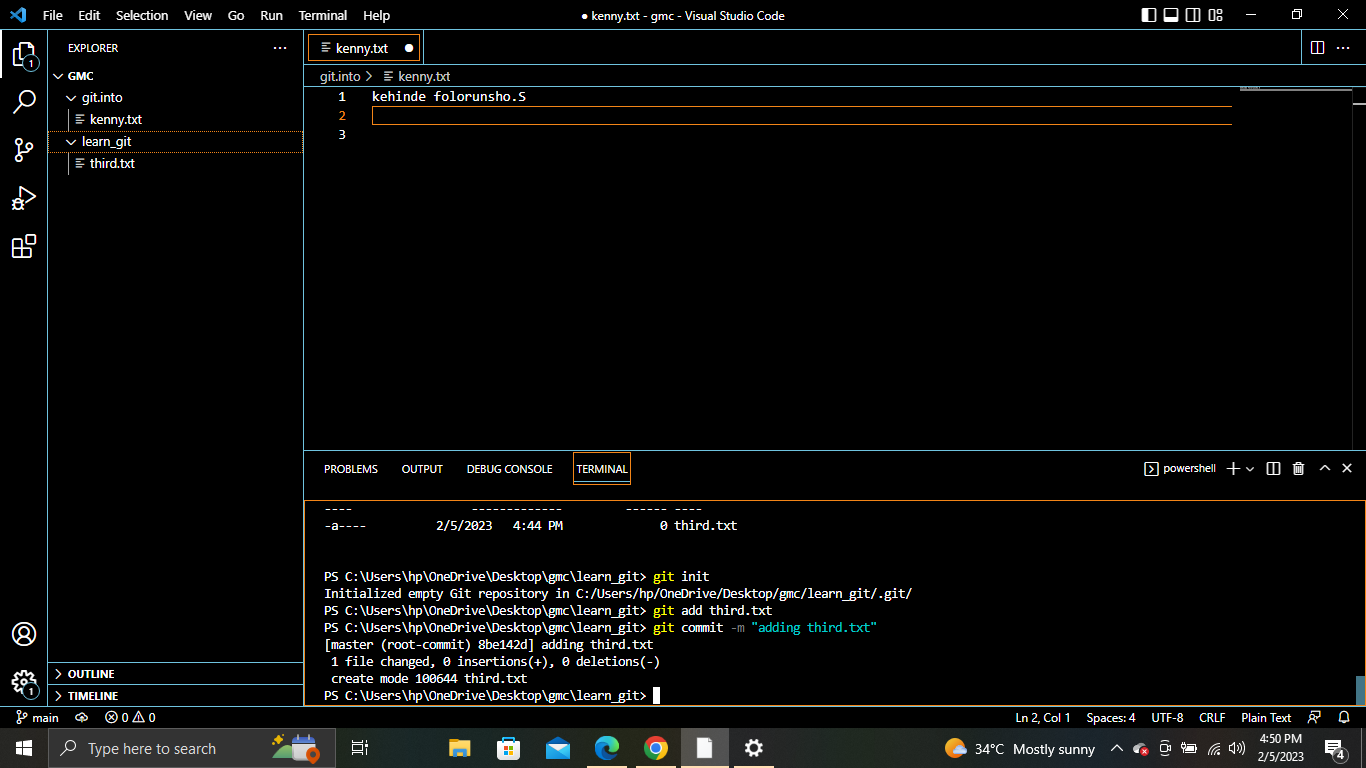 File Edit Selection View Go Run Terminal Help
● kenny.txt - gmc - Visual Studio Code
EXPLORER
GMC
git.into
kenny.txt
learn_git
third.txt
OUTLINE
TIMELINE
kenny.txt
git.into > kenny.txt
1 kehinde folorunsho.S
2
3
PROBLEMS OUTPUT DEBUG CONSOLE TERMINAL
powershell
---- ------------- ------ ----
-a---- 2/5/2023 4:44 PM 0 third.txt
PS C:\Users\hp\OneDrive\Desktop\gmc\learn_git> git init
Initialized empty Git repository in C:/Users/hp/OneDrive/Desktop/gmc/learn_git/.git/
PS C:\Users\hp\OneDrive\Desktop\gmc\learn_git> git add third.txt
PS C:\Users\hp\OneDrive\Desktop\gmc\learn_git> git commit -m "adding third.txt"
[master (root-commit) 8be142d] adding third.txt
1 file changed, 0 insertions(+), 0 deletions(-)
create mode 100644 third.txt
PS C:\Users\hp\OneDrive\Desktop\gmc\learn_git>
1
1
main 0 0 Ln 2, Col 1 Spaces: 4 UTF-8 CRLF Plain Text
Type here to search
34°C Mostly sunny
4:50 PM
2/5/2023
4